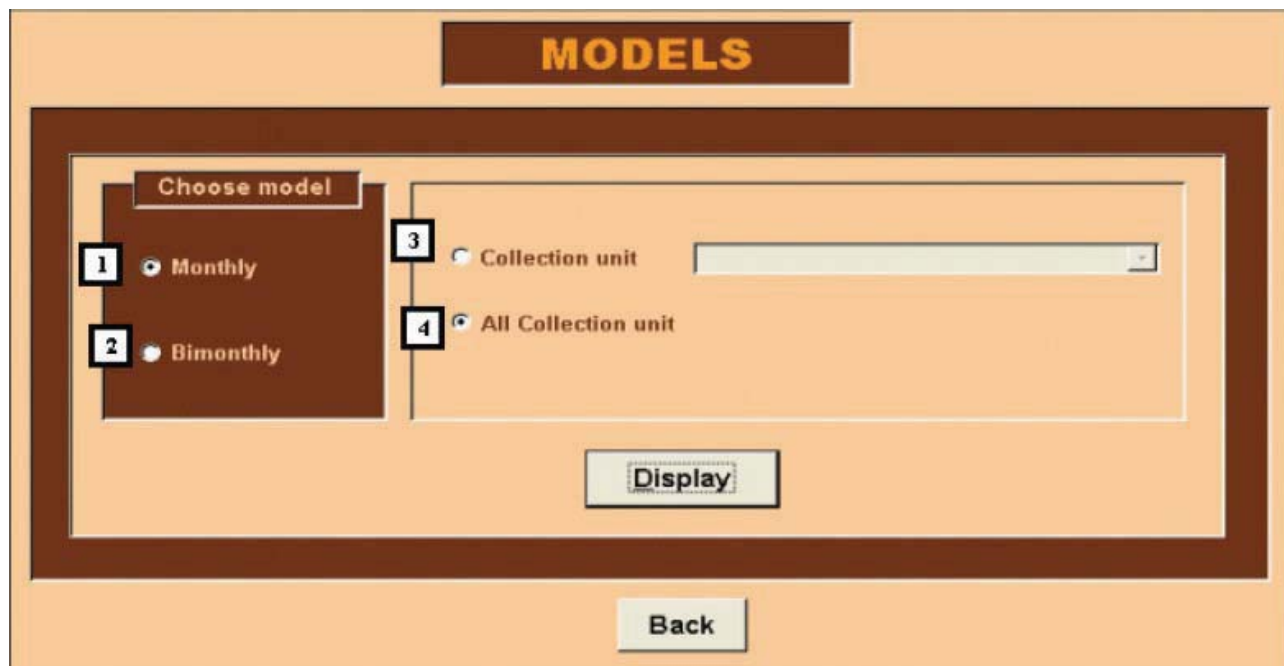 MODELS
Choose model
1 Monthly
2 Bimonthly
3 Collection unit
4 All Collection unit
Display
Back